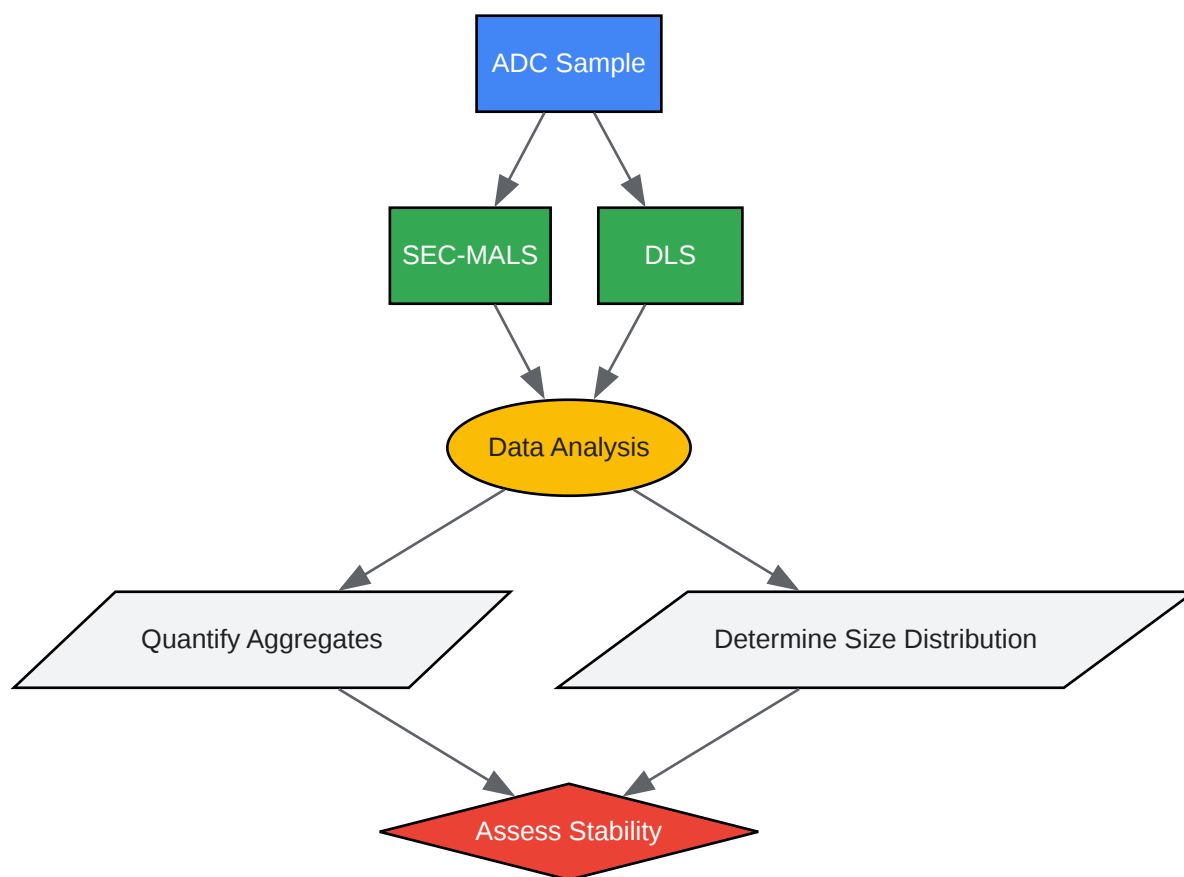 ADC Sample
SEC-MALS
DLS
Data Analysis
Quantify Aggregates
Determine Size Distribution
Assess Stability